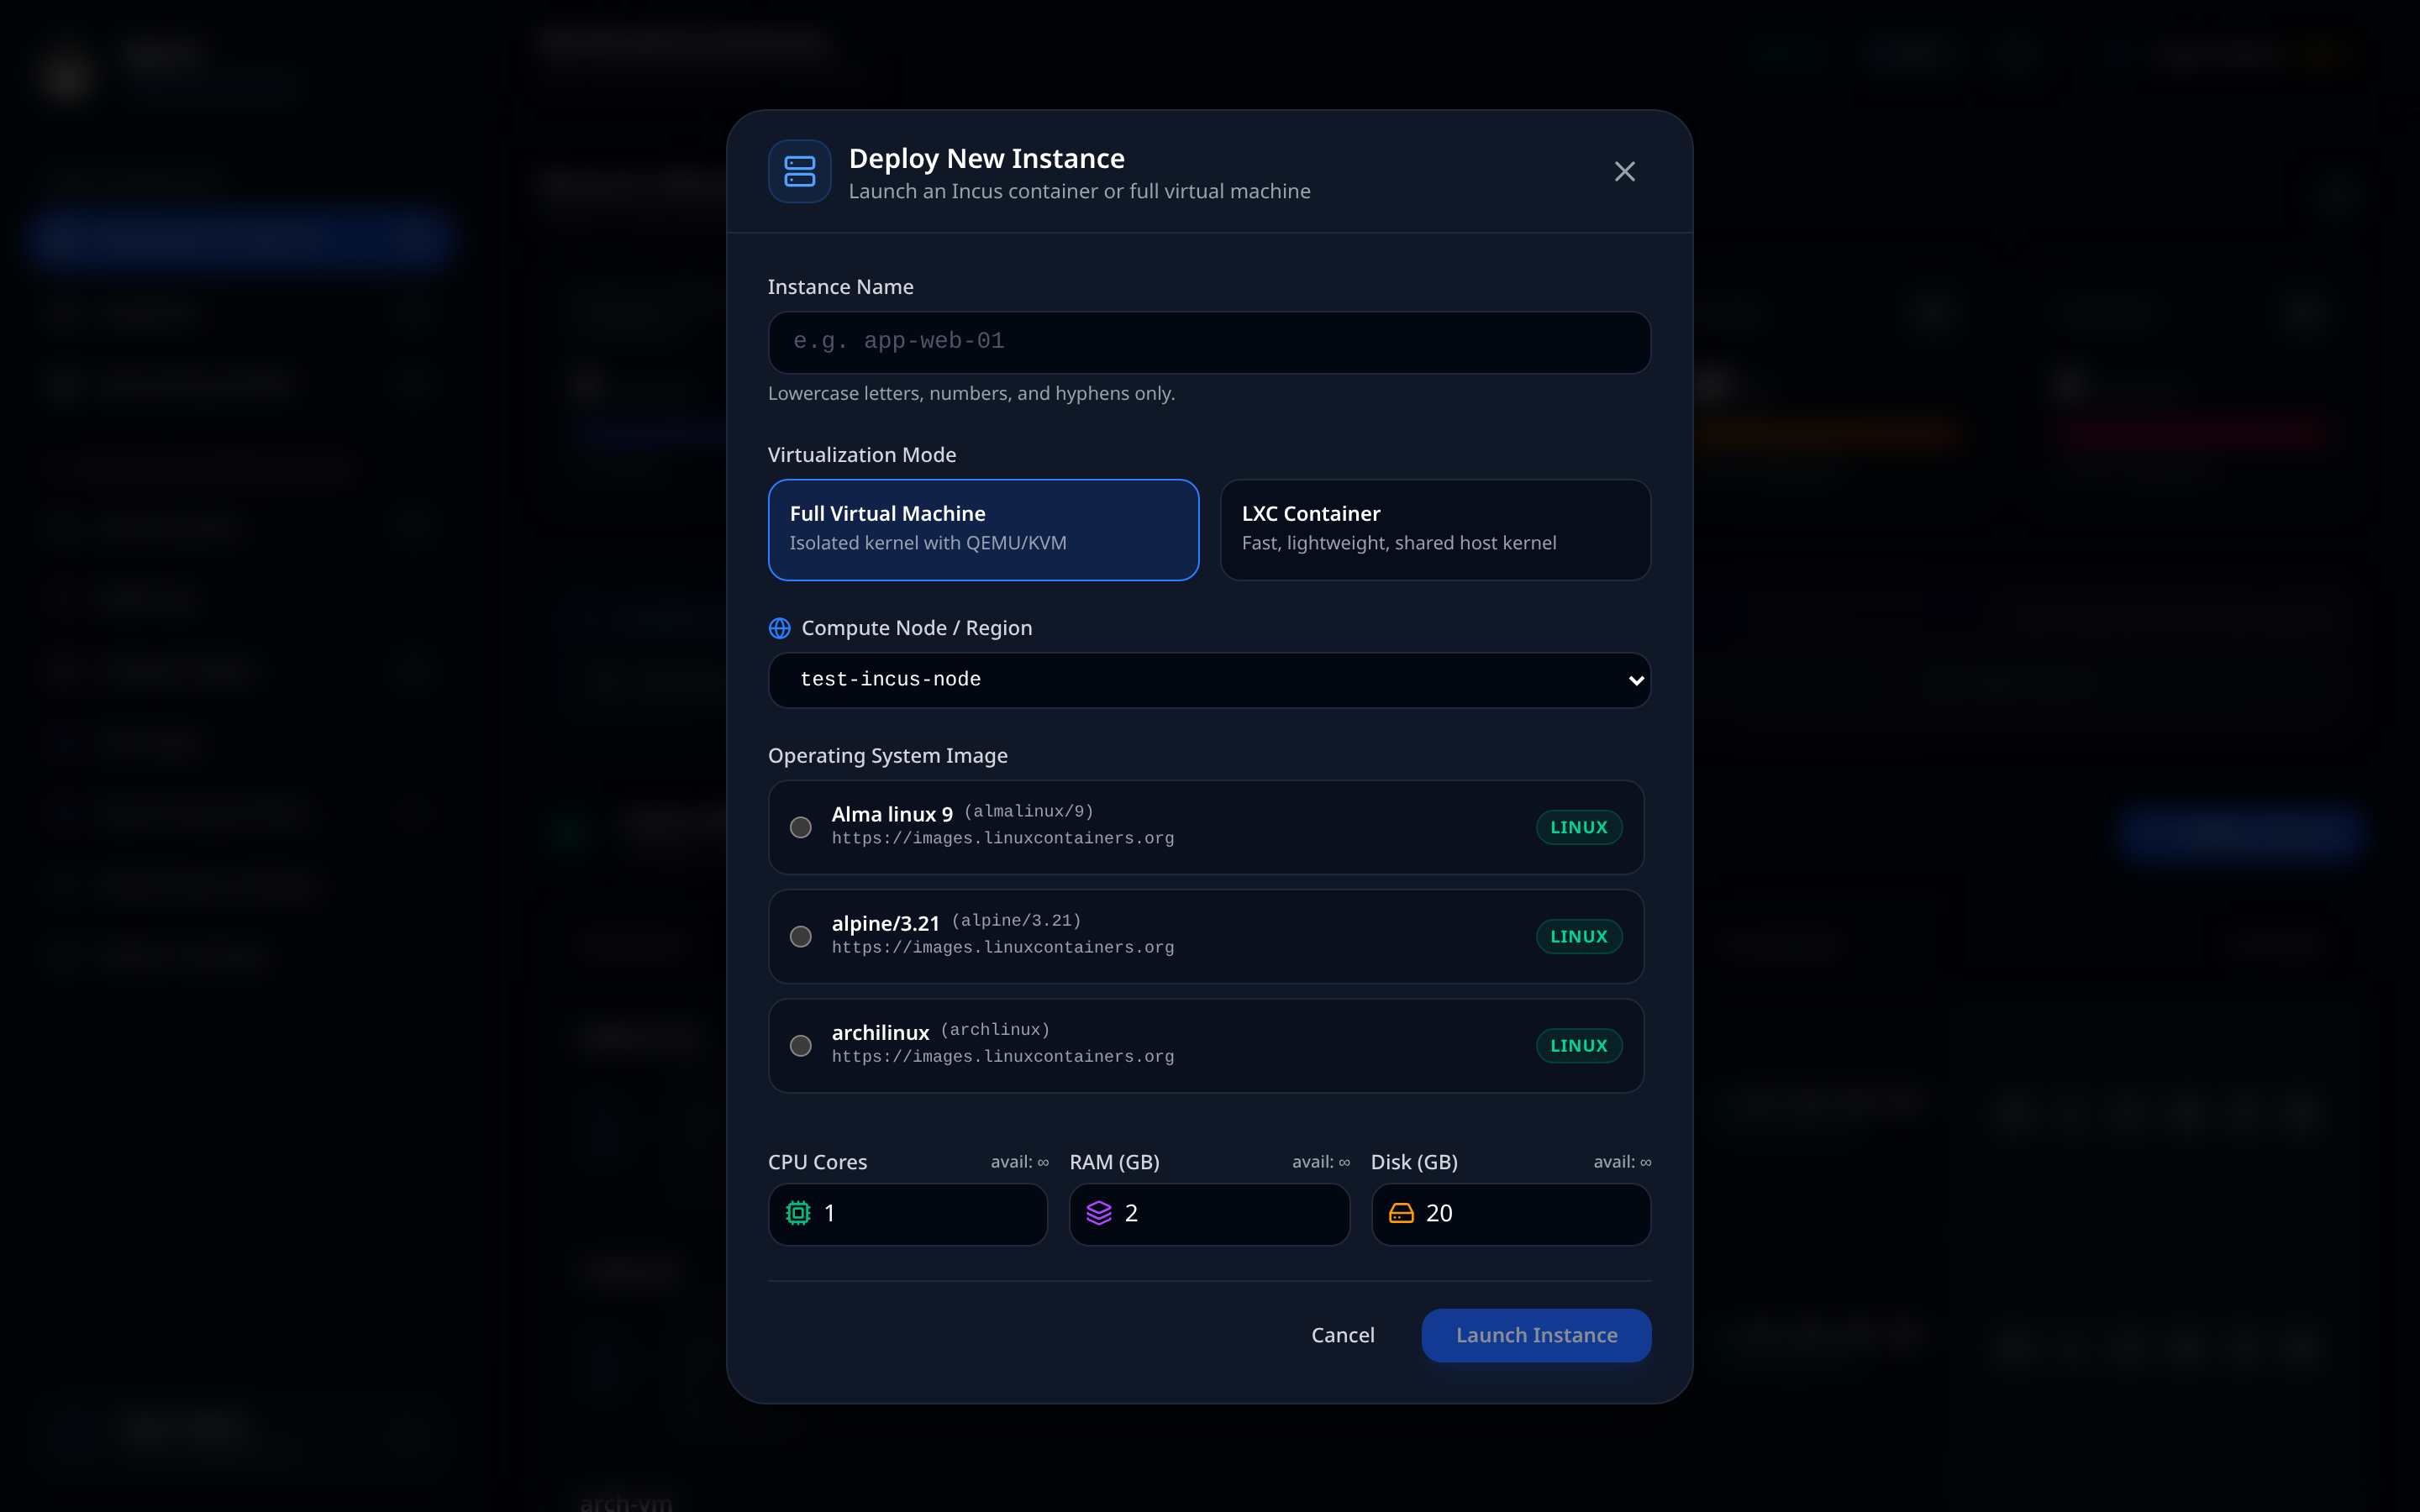 Deploy New Instance
Launch an Incus container or full virtual machine
Instance Name
e.g. app-web-01
Lowercase letters, numbers, and hyphens only.
Virtualization Mode
Full Virtual Machine
Isolated kernel with QEMU/KVM
LXC Container
Fast, lightweight, shared host kernel
Compute Node / Region
test-incus-node
Operating System Image
Alma linux 9 (almalinux/9)
https://images.linuxcontainers.org
LINUX
alpine/3.21 (alpine/3.21)
https://images.linuxcontainers.org
LINUX
archilinux (archlinux)
https://images.linuxcontainers.org
LINUX
CPU Cores avail: ∞
1
RAM (GB) avail: ∞
2
Disk (GB) avail: ∞
20
Cancel
Launch Instance
arch-vm